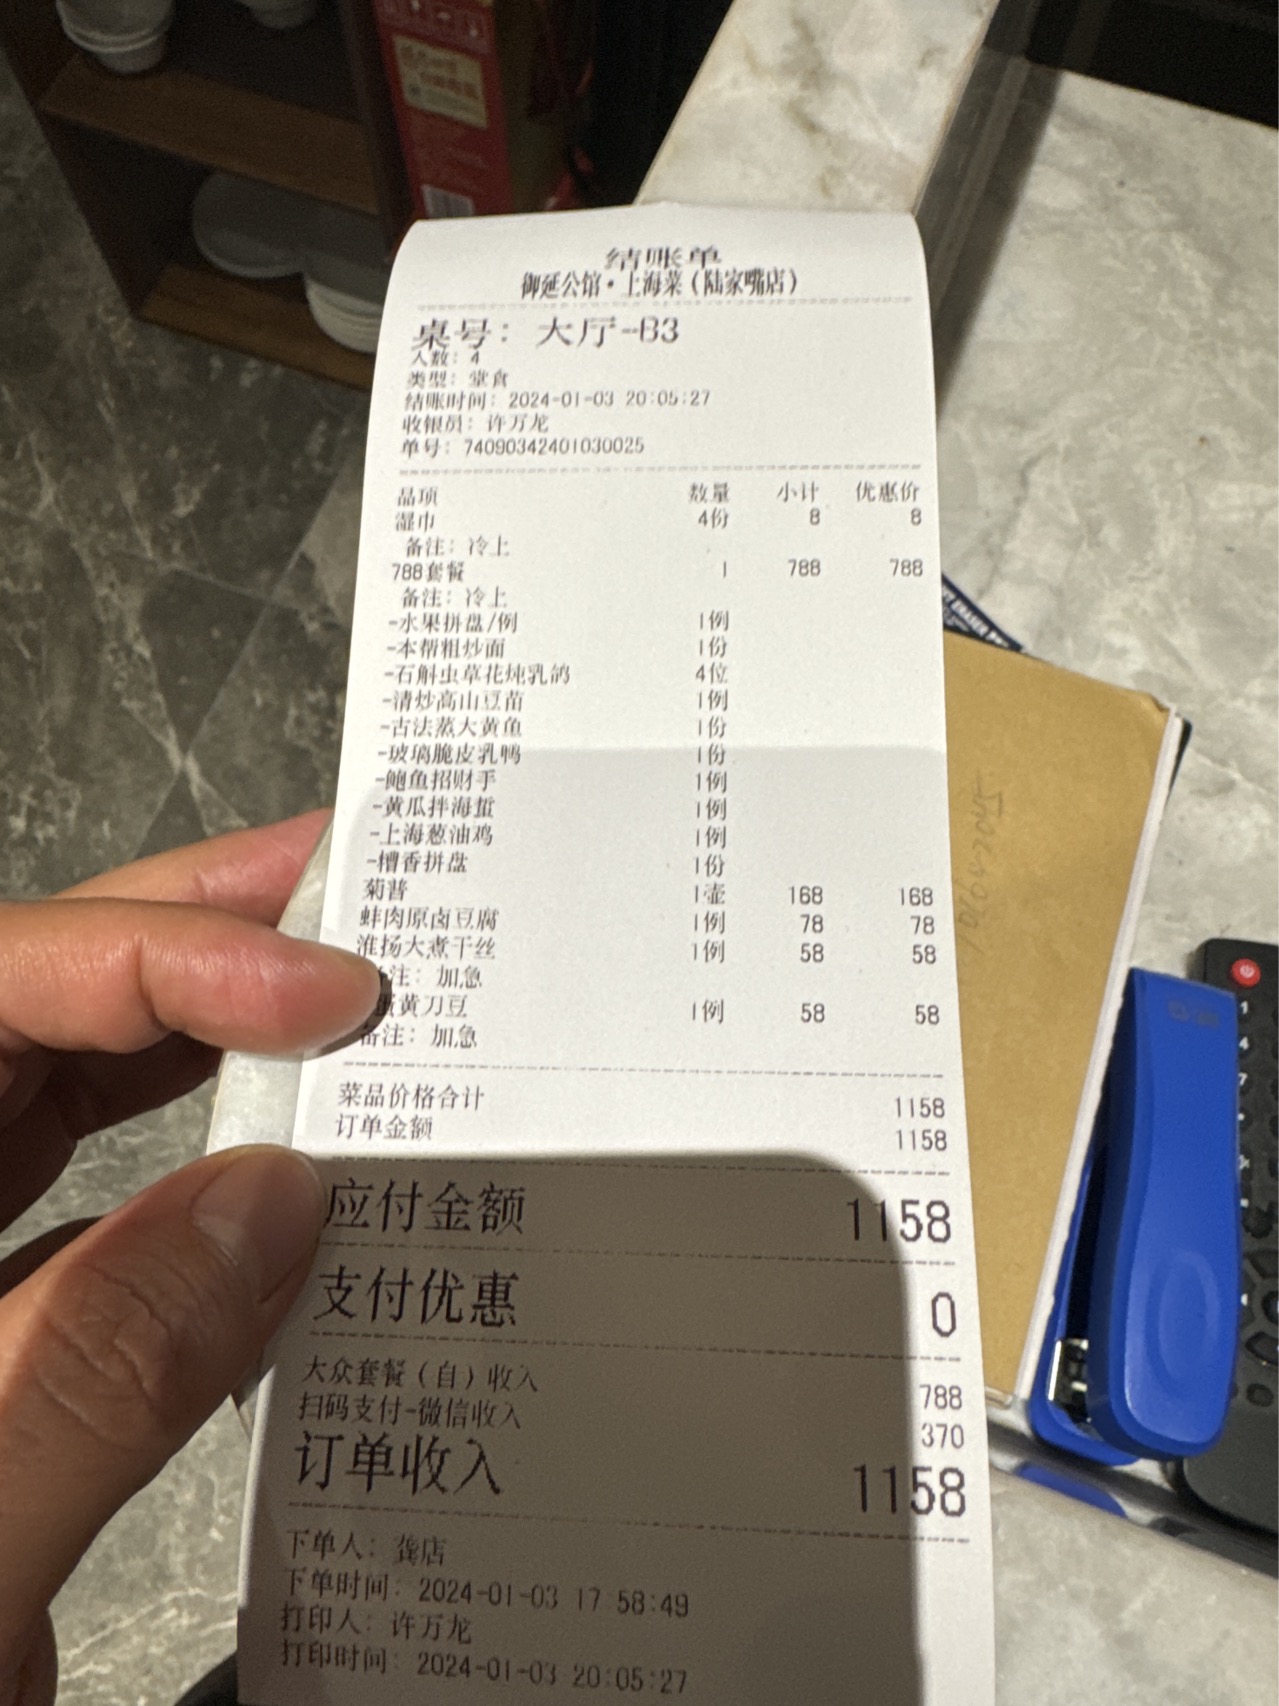 结账单
御延公馆·上海菜(陆家嘴店)
桌号: 大厅-B3
人数: 4
类型: 堂食
结账时间: 2024-01-03 20:05:27
收银员: 许万龙
单号: 74090342401030025
品项 数量 小计 优惠价
湿巾 4份 8 8
备注: 冷上
788套餐 1 788 788
备注: 冷上
-水果拼盘/例 1例
-本帮粗炒面 1份
-石斛虫草花炖乳鸽 4位
-清炒高山豆苗 1例
-古法蒸大黄鱼 1份
-玻璃脆皮乳鸭 1份
-鲍鱼招财手 1例
-黄瓜拌海蜇 1例
-上海葱油鸡 1例
-糟香拼盘 1份
菊普 1壶 168 168
蚌肉原卤豆腐 1例 78 78
淮扬大煮干丝 1例 58 58
备注: 加急
蛋黄刀豆 1例 58 58
备注: 加急
菜品价格合计 1158
订单金额 1158
应付金额 1158
支付优惠 0
大众套餐(自)收入 788
扫码支付-微信收入 370
订单收入 1158
下单人: 龚店
下单时间: 2024-01-03 17:58:49
打印人: 许万龙
打印时间: 2024-01-03 20:05:27